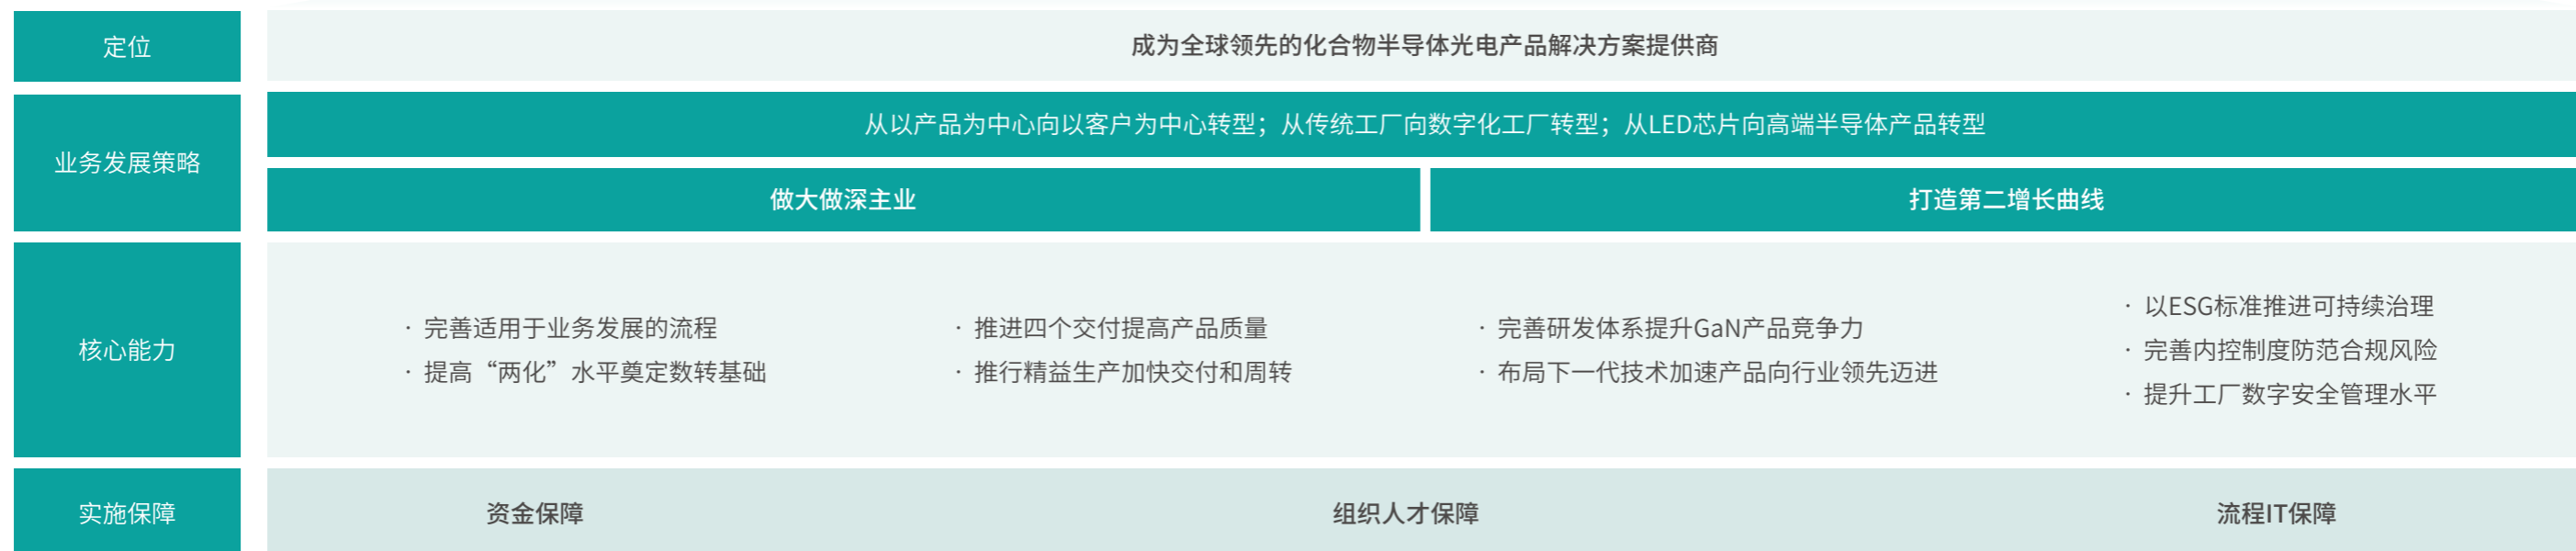 定位
成为全球领先的化合物半导体光电产品解决方案提供商
业务发展策略
从以产品为中心向以客户为中心转型；从传统工厂向数字化工厂转型；从LED芯片向高端半导体产品转型
做大做深主业
打造第二增长曲线
核心能力
· 完善适用于业务发展的流程
· 提高“两化”水平奠定数转基础
· 推进四个交付提高产品质量
· 推行精益生产加快交付和周转
· 完善研发体系提升GaN产品竞争力
· 布局下一代技术加速产品向行业领先迈进
· 以ESG标准推进可持续治理
· 完善内控制度防范合规风险
· 提升工厂数字安全管理水平
实施保障
资金保障
组织人才保障
流程IT保障